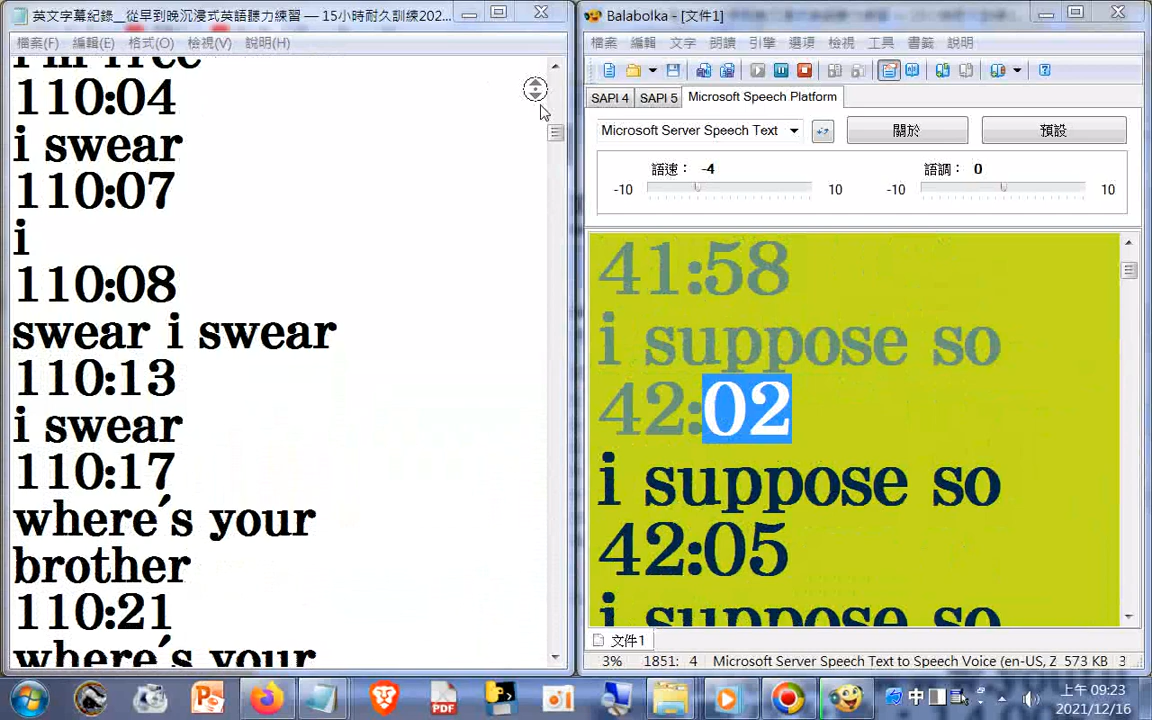 英文字幕紀錄__從早到晚沉浸式英語聽力練習 — 15小時耐久訓練202...
檔案(F) 編輯(E) 格式(O) 檢視(V) 說明(H)
i'm free
110:04
i swear
110:07
i
110:08
swear i swear
110:13
i swear
110:17
where's your
brother
110:21
where's your
Balabolka - [文件1]
檔案 編輯 文字 朗讀 引擎 選項 檢視 工具 書籤 說明
SAPI 4 SAPI 5 Microsoft Speech Platform
Microsoft Server Speech Text 關於 預設
語速： -4 語調： 0
-10 10 -10 10
41:58
i suppose so
42:02
i suppose so
42:05
i suppose so
文件1
3% 1851: 4 Microsoft Server Speech Text to Speech Voice (en-US, Z 573 KB 3
PDF 中 上午 09:23
2021/12/16